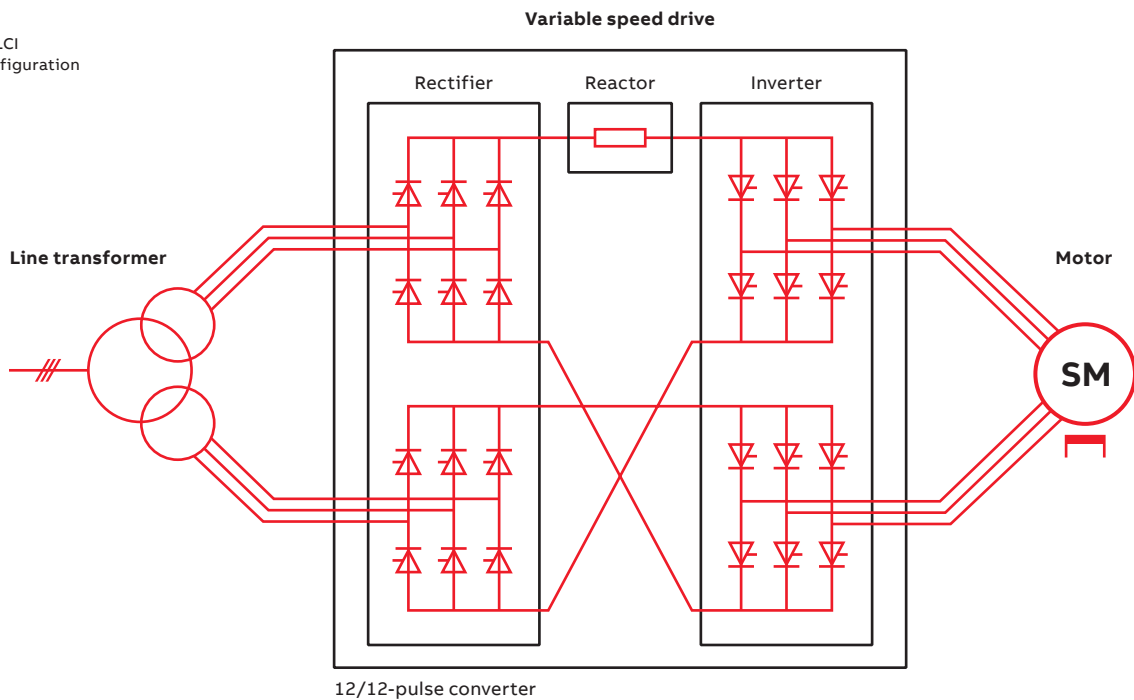 Variable speed drive
LCI
figuration
Rectifier
Reactor
Inverter
Line transformer
Motor
SM
12/12-pulse converter